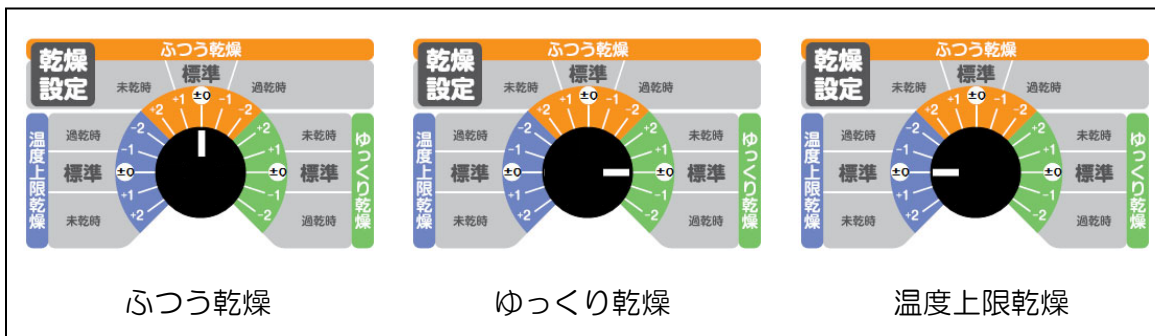 ふつう乾燥
乾燥
設定
標準
未乾時
過乾時
+2
+1
±0
-1
-2
温度上限乾燥
過乾時
標準
未乾時
-2
-1
±0
+1
+2
+2
+1
±0
-1
-2
未乾時
標準
過乾時
ゆっくり乾燥
ふつう乾燥
ふつう乾燥
乾燥
設定
標準
未乾時
過乾時
+2
+1
±0
-1
-2
温度上限乾燥
過乾時
標準
未乾時
-2
-1
±0
+1
+2
+2
+1
±0
-1
-2
未乾時
標準
過乾時
ゆっくり乾燥
ゆっくり乾燥
ふつう乾燥
乾燥
設定
標準
未乾時
過乾時
+2
+1
±0
-1
-2
温度上限乾燥
過乾時
標準
未乾時
-2
-1
±0
+1
+2
+2
+1
±0
-1
-2
未乾時
標準
過乾時
ゆっくり乾燥
温度上限乾燥